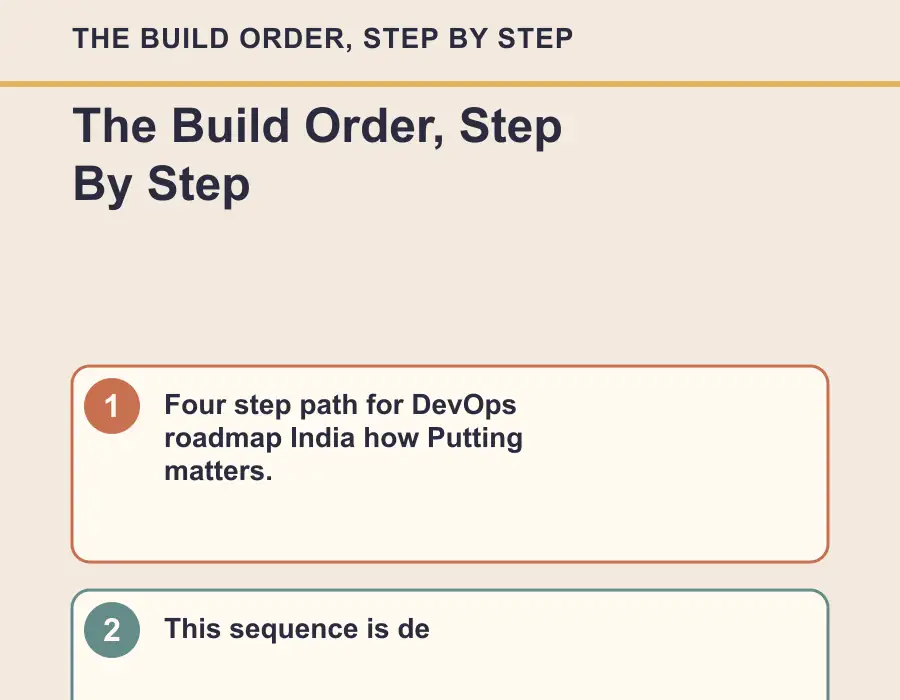 THE BUILD ORDER, STEP BY STEP
The Build Order, Step
By Step
1
Four step path for DevOps
roadmap India how Putting
matters.
2
This sequence is de